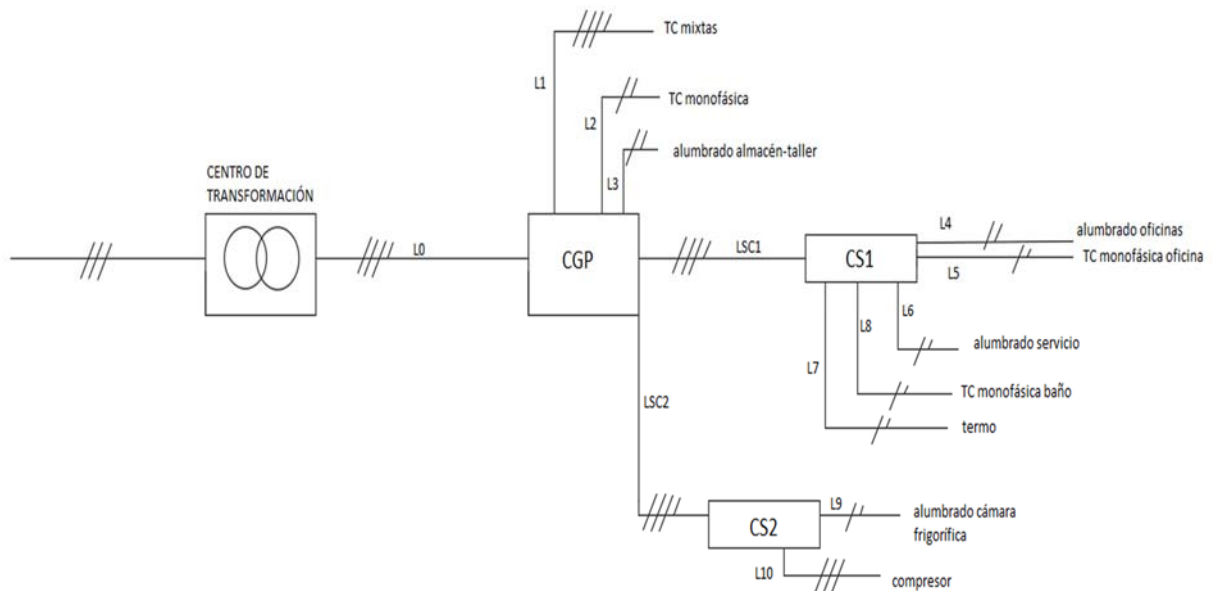 TC mixtas
L1
TC monofásica
L2
alumbrado almacén-taller
L3
CENTRO DE
TRANSFORMACIÓN
L0
CGP
LSC1
CS1
L4
alumbrado oficinas
TC monofásica oficina
L5
L6
L8
alumbrado servicio
L7
TC monofásica baño
termo
LSC2
CS2
L9
alumbrado cámara
frigorífica
L10
compresor